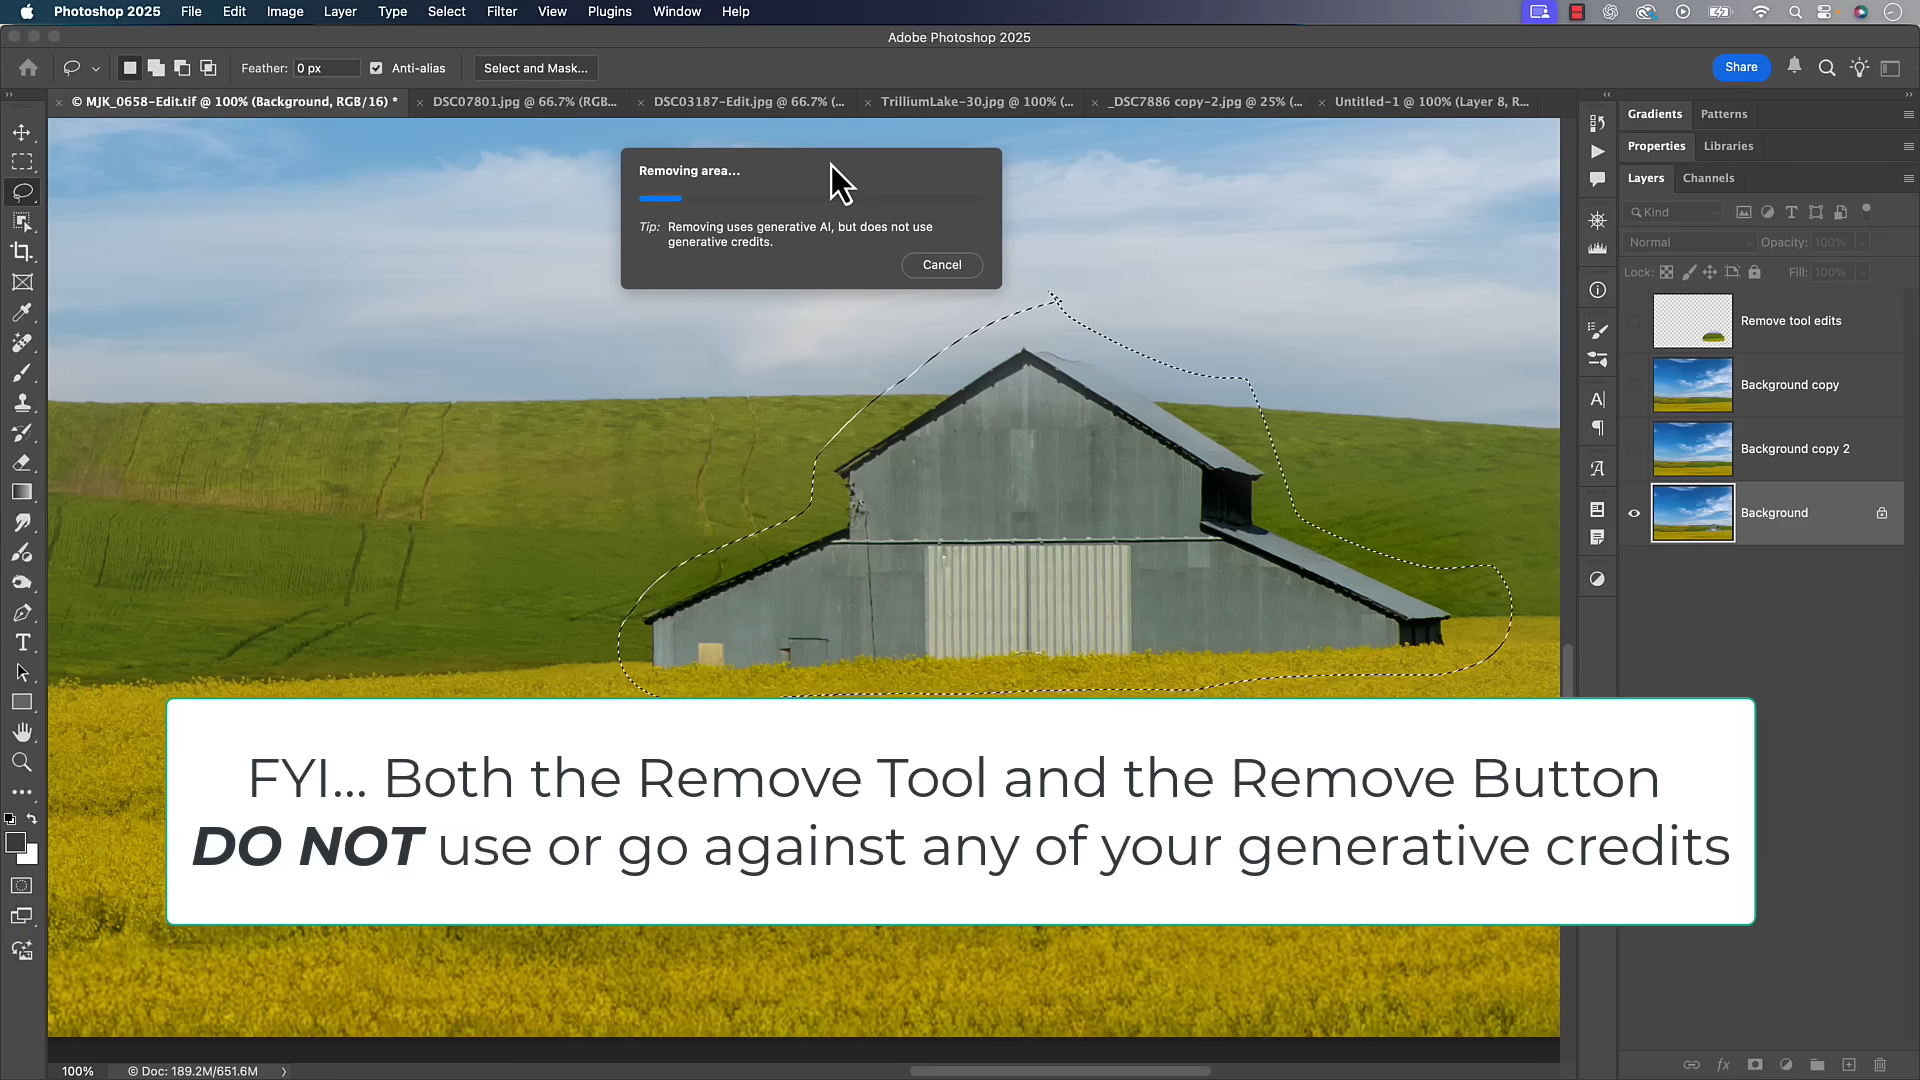 Photoshop 2025 File Edit Image Layer Type Select Filter View Plugins Window Help
Adobe Photoshop 2025
Feather: 0 px Anti-alias Select and Mask... Share
© MJK_0658-Edit.tif @ 100% (Background, RGB/16) * DSC07801.jpg @ 66.7% (RGB... DSC03187-Edit.jpg @ 66.7% (... TrilliumLake-30.jpg @ 100% (... _DSC7886 copy-2.jpg @ 25% (... Untitled-1 @ 100% (Layer 8, R...
Gradients Patterns
Properties Libraries
Layers Channels
Kind
Normal Opacity: 100%
Lock: Fill: 100%
Remove tool edits
Background copy
Background copy 2
Background
Removing area...
Tip: Removing uses generative AI, but does not use
generative credits.
Cancel
FYI... Both the Remove Tool and the Remove Button
DO NOT use or go against any of your generative credits
100% © Doc: 189.2M/651.6M